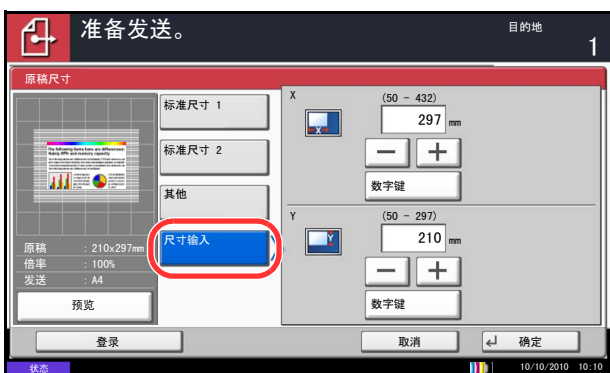 准备发送。
目的地
1
原稿尺寸
标准尺寸 1
标准尺寸 2
其他
尺寸输入
原稿 : 210x297mm
倍率 : 100%
发送 : A4
预览
X
(50 - 432)
297 mm
X
数字键
Y
(50 - 297)
210 mm
Y
数字键
登录
取消
确定
状态
10/10/2010 10:10